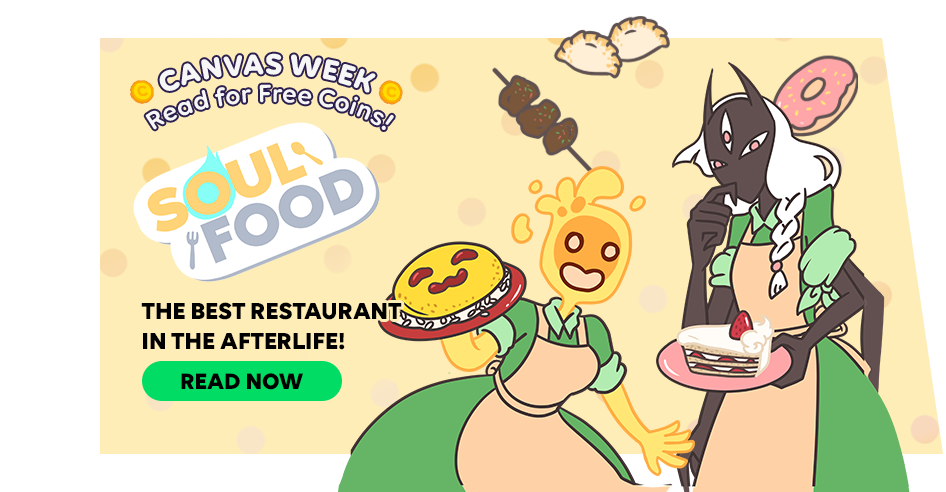 CANVAS WEEK
C Read for Free Coins! C
SOUL
FOOD
THE BEST RESTAURANT
IN THE AFTERLIFE!
READ NOW